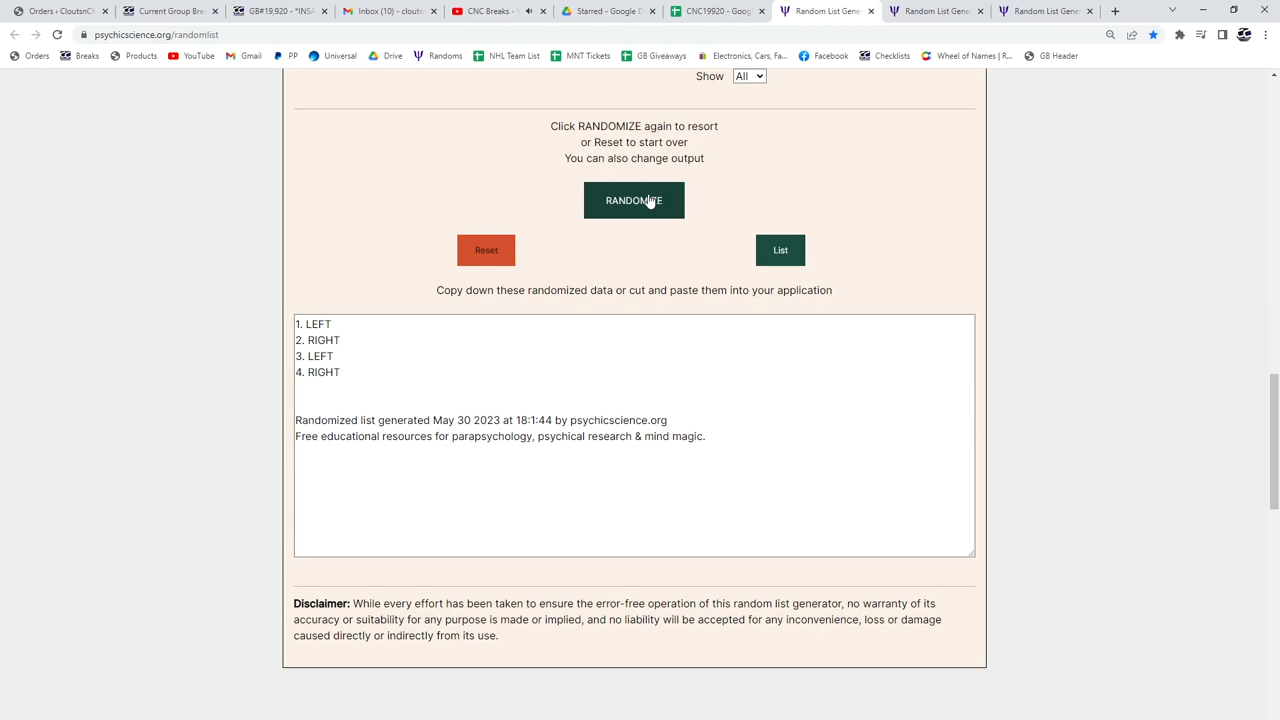 Orders ‹ CloutsnCh
Current Group Break
GB#19,920 - "INSA
Inbox (10) - clouts
CNC Breaks -
Starred - Google D
CNC19920 - Googl
Random List Gene
Random List Gene
Random List Gene
psychicscience.org/randomlist
Orders Breaks Products YouTube Gmail PP Universal Drive Randoms NHL Team List MNT Tickets GB Giveaways Electronics, Cars, Fa... Facebook Checklists Wheel of Names | R... GB Header
Show All
Click RANDOMIZE again to resort
or Reset to start over
You can also change output
RANDOMIZE
Reset List
Copy down these randomized data or cut and paste them into your application
1. LEFT
2. RIGHT
3. LEFT
4. RIGHT
Randomized list generated May 30 2023 at 18:1:44 by psychicscience.org
Free educational resources for parapsychology, psychical research & mind magic.
Disclaimer: While every effort has been taken to ensure the error-free operation of this random list generator, no warranty of its
accuracy or suitability for any purpose is made or implied, and no liability will be accepted for any inconvenience, loss or damage
caused directly or indirectly from its use.